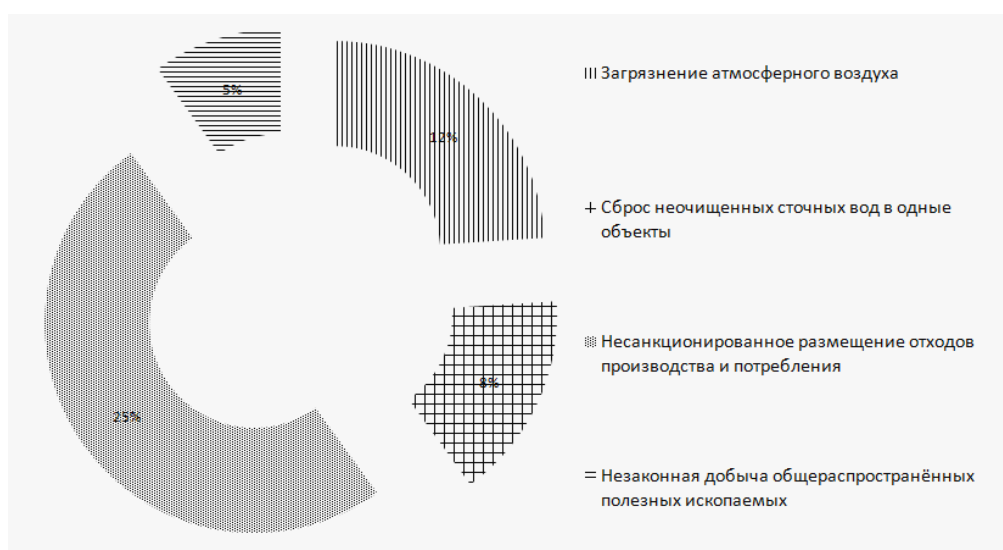 5%
12%
8%
25%
Загрязнение атмосферного воздуха
Сброс неочищенных сточных вод в одные
объекты
Несанкционированное размещение отходов
производства и потребления
Незаконная добыча общераспространённых
полезных ископаемых